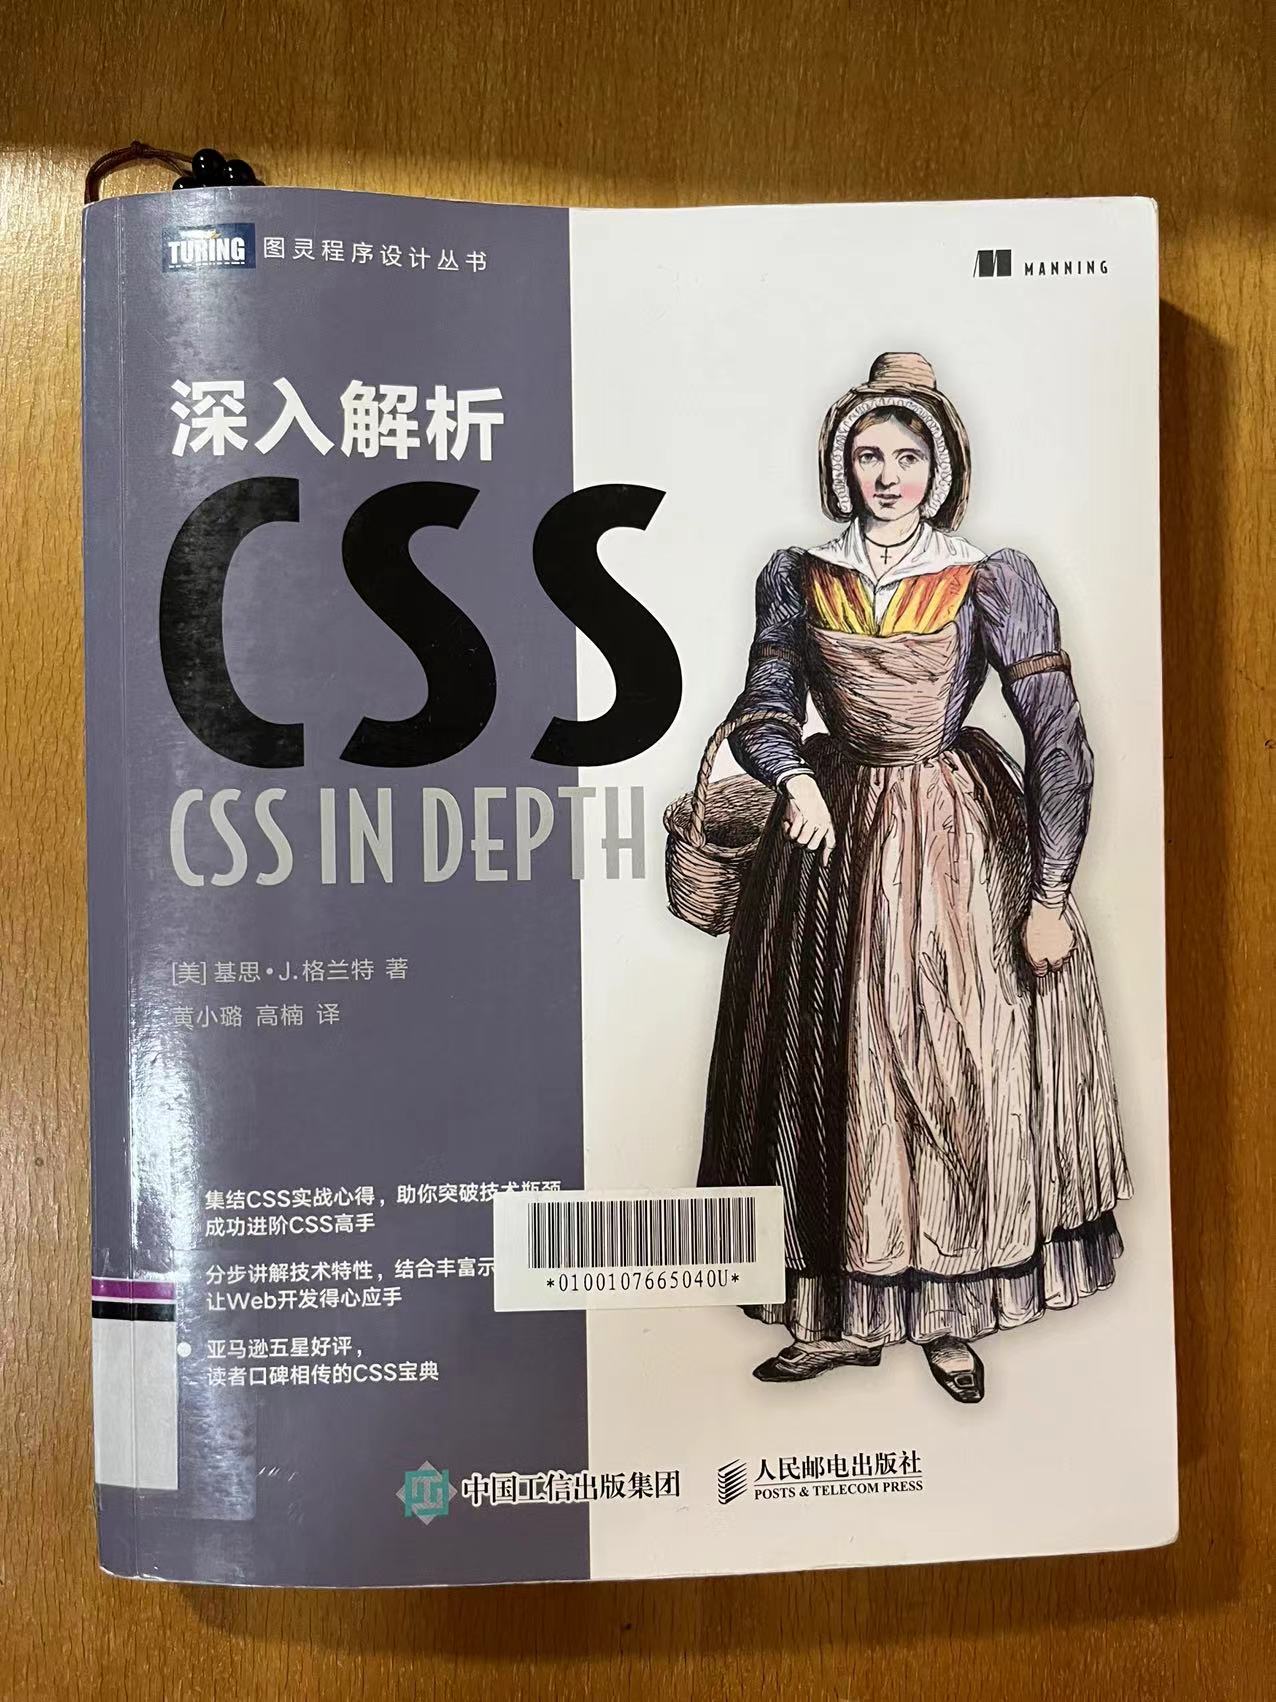 TURING 图灵程序设计丛书
MANNING
深入解析
CSS
CSS IN DEPTH
[美]基思·J.格兰特 著
黄小璐 高楠 译
集结CSS实战心得，助你突破技术瓶颈
成功进阶CSS高手
分步讲解技术特性，结合丰富示
让Web开发得心应手
亚马逊五星好评，
读者口碑相传的CSS宝典
*0100107665040U*
中国工信出版集团
人民邮电出版社
POSTS & TELECOM PRESS